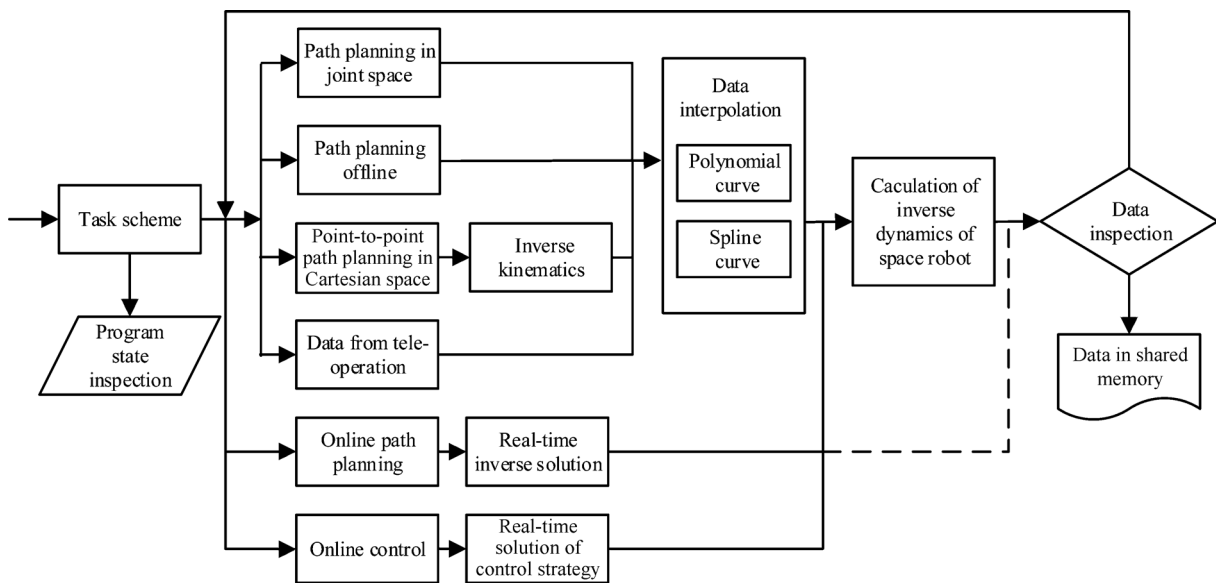 Task scheme
Program
state
inspection
Path planning in
joint space
Path planning
offline
Point-to-point
path planning in
Cartesian space
Inverse
kinematics
Data from tele-
operation
Online path
planning
Real-time
inverse solution
Online control
Real-time
solution of
control strategy
Data
interpolation
Polynomial
curve
Spline
curve
Caculation of
inverse
dynamics of
space robot
Data
inspection
Data in shared
memory